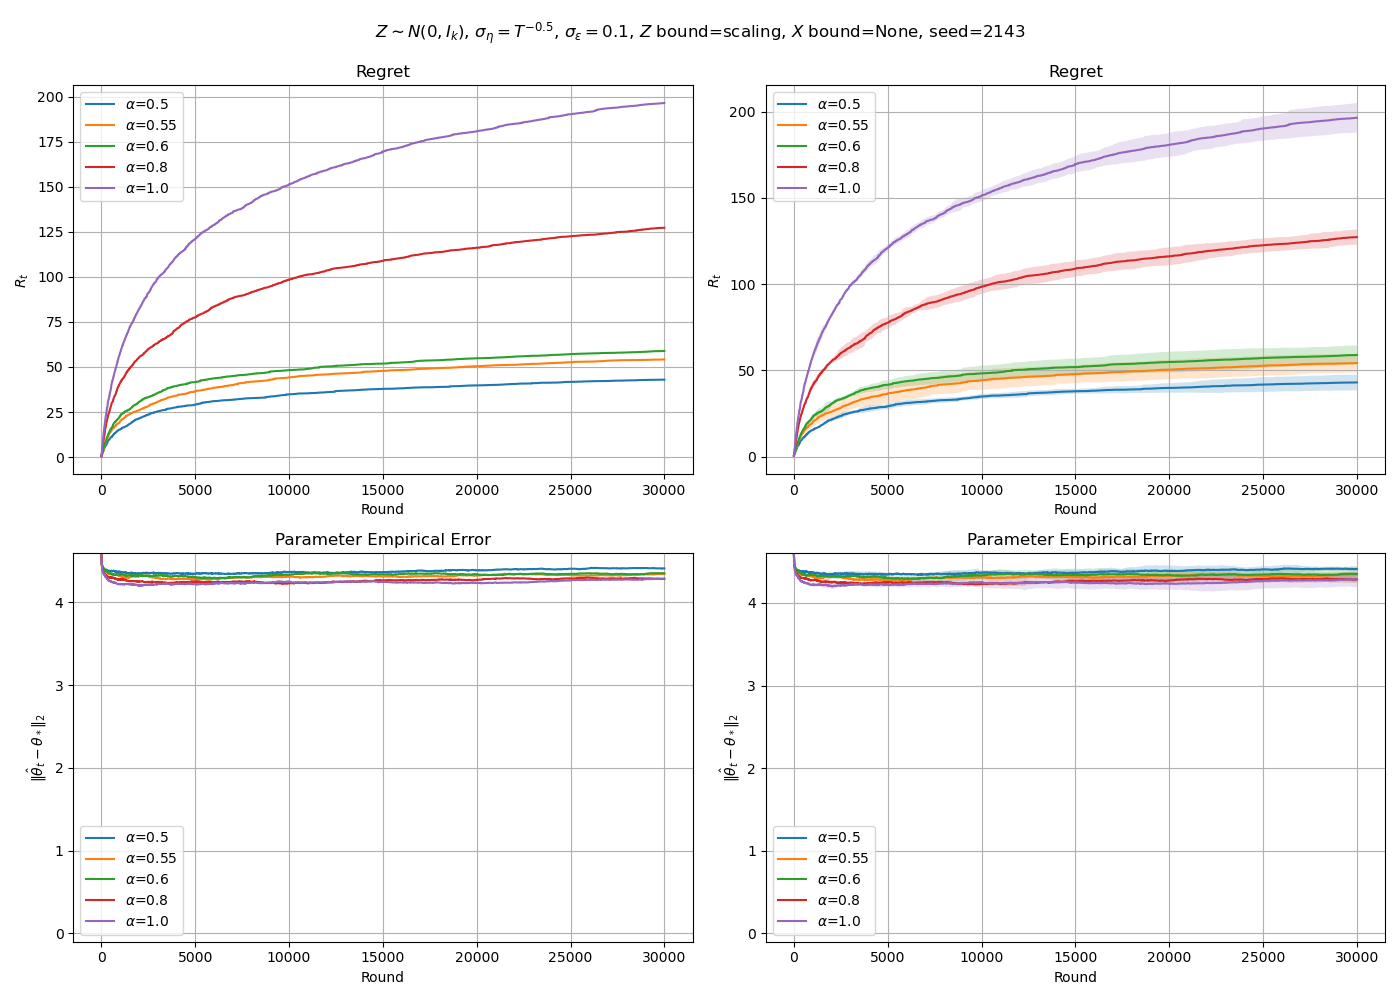 Z ∼ N(0, I_k), σ_η = T^{−0.5}, σ_ε = 0.1, Z bound=scaling, X bound=None, seed=2143
Regret
R_t
200
175
150
125
100
75
50
25
0
α=0.5
α=0.55
α=0.6
α=0.8
α=1.0
0 5000 10000 15000 20000 25000 30000
Round
Regret
R_t
200
150
100
50
0
α=0.5
α=0.55
α=0.6
α=0.8
α=1.0
0 5000 10000 15000 20000 25000 30000
Round
Parameter Empirical Error
‖θ̂_t − θ_*‖_2
4
3
2
1
0
α=0.5
α=0.55
α=0.6
α=0.8
α=1.0
0 5000 10000 15000 20000 25000 30000
Round
Parameter Empirical Error
‖θ̂_t − θ_*‖_2
4
3
2
1
0
α=0.5
α=0.55
α=0.6
α=0.8
α=1.0
0 5000 10000 15000 20000 25000 30000
Round